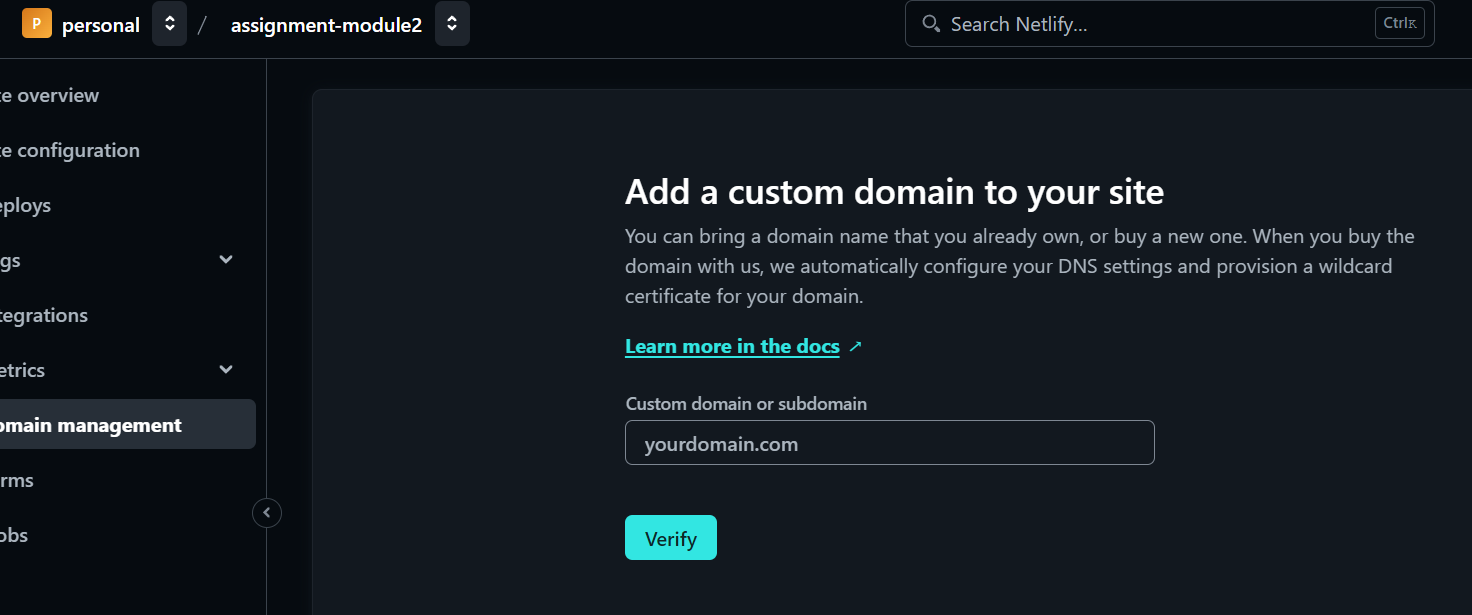 P personal / assignment-module2
Search Netlify...
Ctrl K
te overview
te configuration
eploys
gs
tegrations
etrics
omain management
rms
obs
Add a custom domain to your site
You can bring a domain name that you already own, or buy a new one. When you buy the
domain with us, we automatically configure your DNS settings and provision a wildcard
certificate for your domain.
Learn more in the docs ↗
Custom domain or subdomain
yourdomain.com
Verify